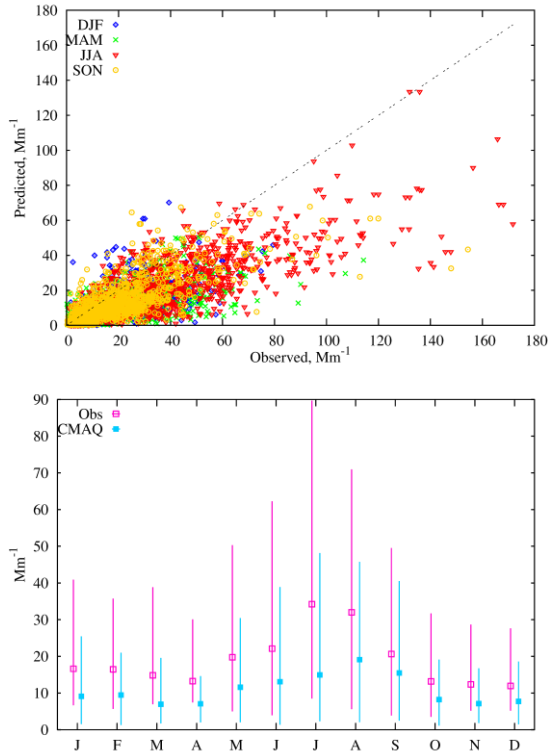 180
160
140
120
100
80
60
40
20
0
Predicted, Mm-1
DJF
MAM
JJA
SON
0 20 40 60 80 100 120 140 160 180
Observed, Mm-1
90
80
70
60
50
40
30
20
10
0
Mm-1
Obs
CMAQ
J F M A M J J A S O N D